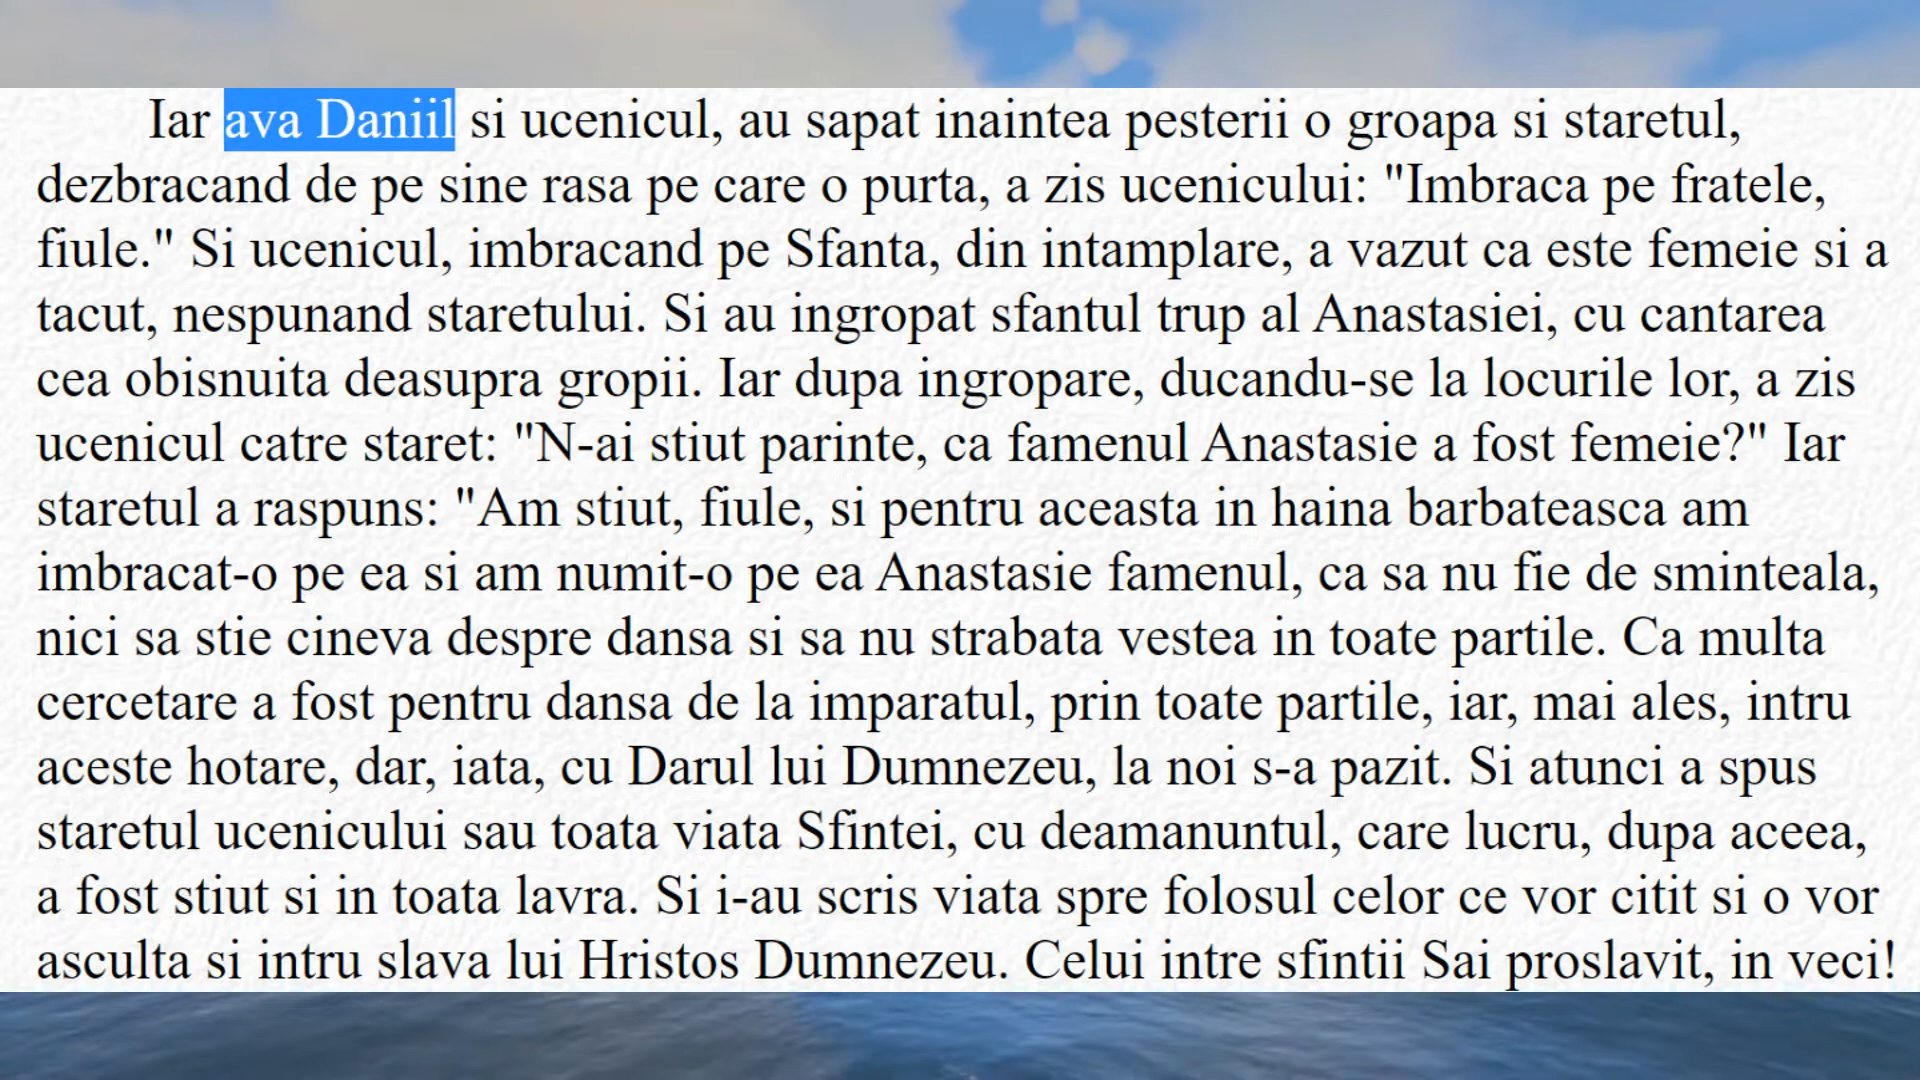 Iar ava Daniil si ucenicul, au sapat inaintea pesterii o groapa si staretul,
dezbracand de pe sine rasa pe care o purta, a zis ucenicului: "Imbraca pe fratele,
fiule." Si ucenicul, imbracand pe Sfanta, din intamplare, a vazut ca este femeie si a
tacut, nespunand staretului. Si au ingropat sfantul trup al Anastasiei, cu cantarea
cea obisnuita deasupra gropii. Iar dupa ingropare, ducandu-se la locurile lor, a zis
ucenicul catre staret: "N-ai stiut parinte, ca famenul Anastasie a fost femeie?" Iar
staretul a raspuns: "Am stiut, fiule, si pentru aceasta in haina barbateasca am
imbracat-o pe ea si am numit-o pe ea Anastasie famenul, ca sa nu fie de sminteala,
nici sa stie cineva despre dansa si sa nu strabata vestea in toate partile. Ca multa
cercetare a fost pentru dansa de la imparatul, prin toate partile, iar, mai ales, intru
aceste hotare, dar, iata, cu Darul lui Dumnezeu, la noi s-a pazit. Si atunci a spus
staretul ucenicului sau toata viata Sfintei, cu deamanuntul, care lucru, dupa aceea,
a fost stiut si in toata lavra. Si i-au scris viata spre folosul celor ce vor citit si o vor
asculta si intru slava lui Hristos Dumnezeu. Celui intre sfintii Sai proslavit, in veci!